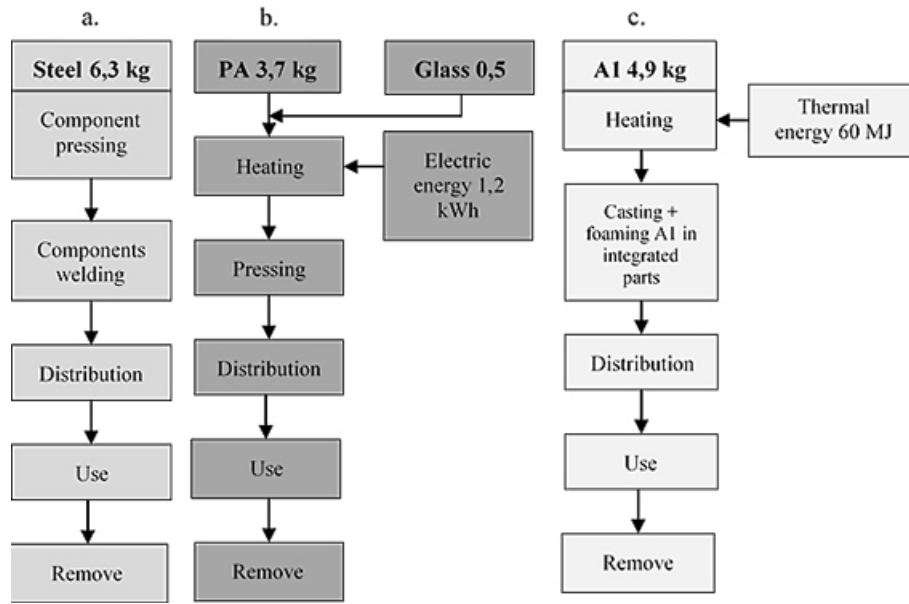 a.
Steel 6,3 kg
Component
pressing
Components
welding
Distribution
Use
Remove
b.
PA 3,7 kg
Glass 0,5
Heating
Electric
energy 1,2
kWh
Pressing
Distribution
Use
Remove
c.
A1 4,9 kg
Heating
Thermal
energy 60 MJ
Casting +
foaming A1 in
integrated
parts
Distribution
Use
Remove